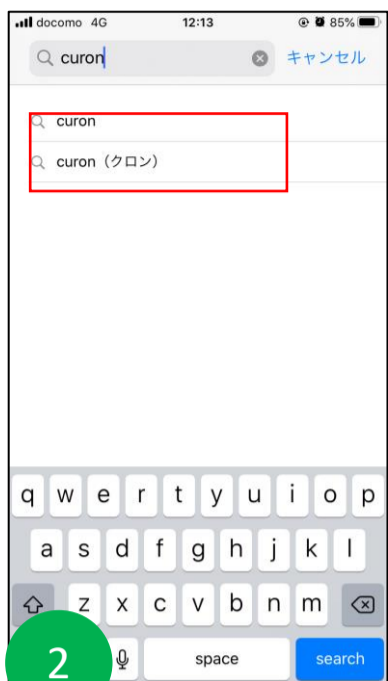 docomo 4G 12:13 85%
curon キャンセル
curon
curon（クロン）
q w e r t y u i o p
a s d f g h j k l
z x c v b n m
2 space search